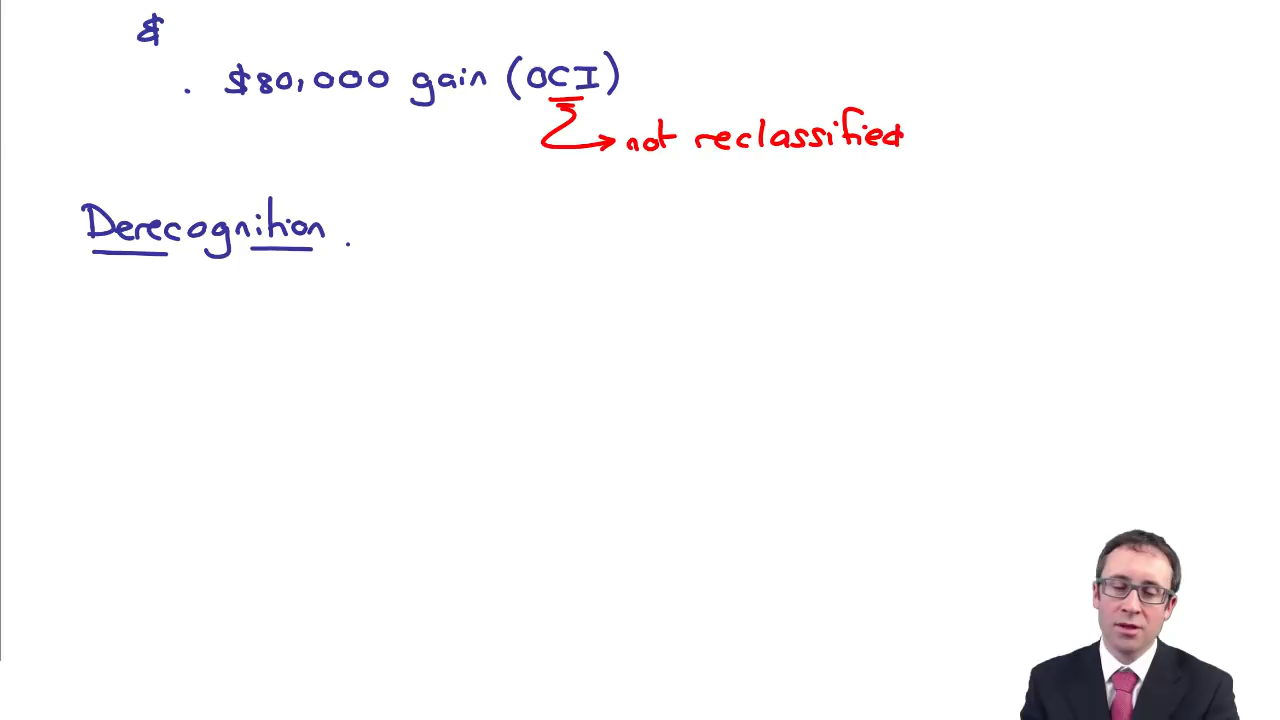 &
. $80,000 gain (OCI)
not reclassified
Derecognition .